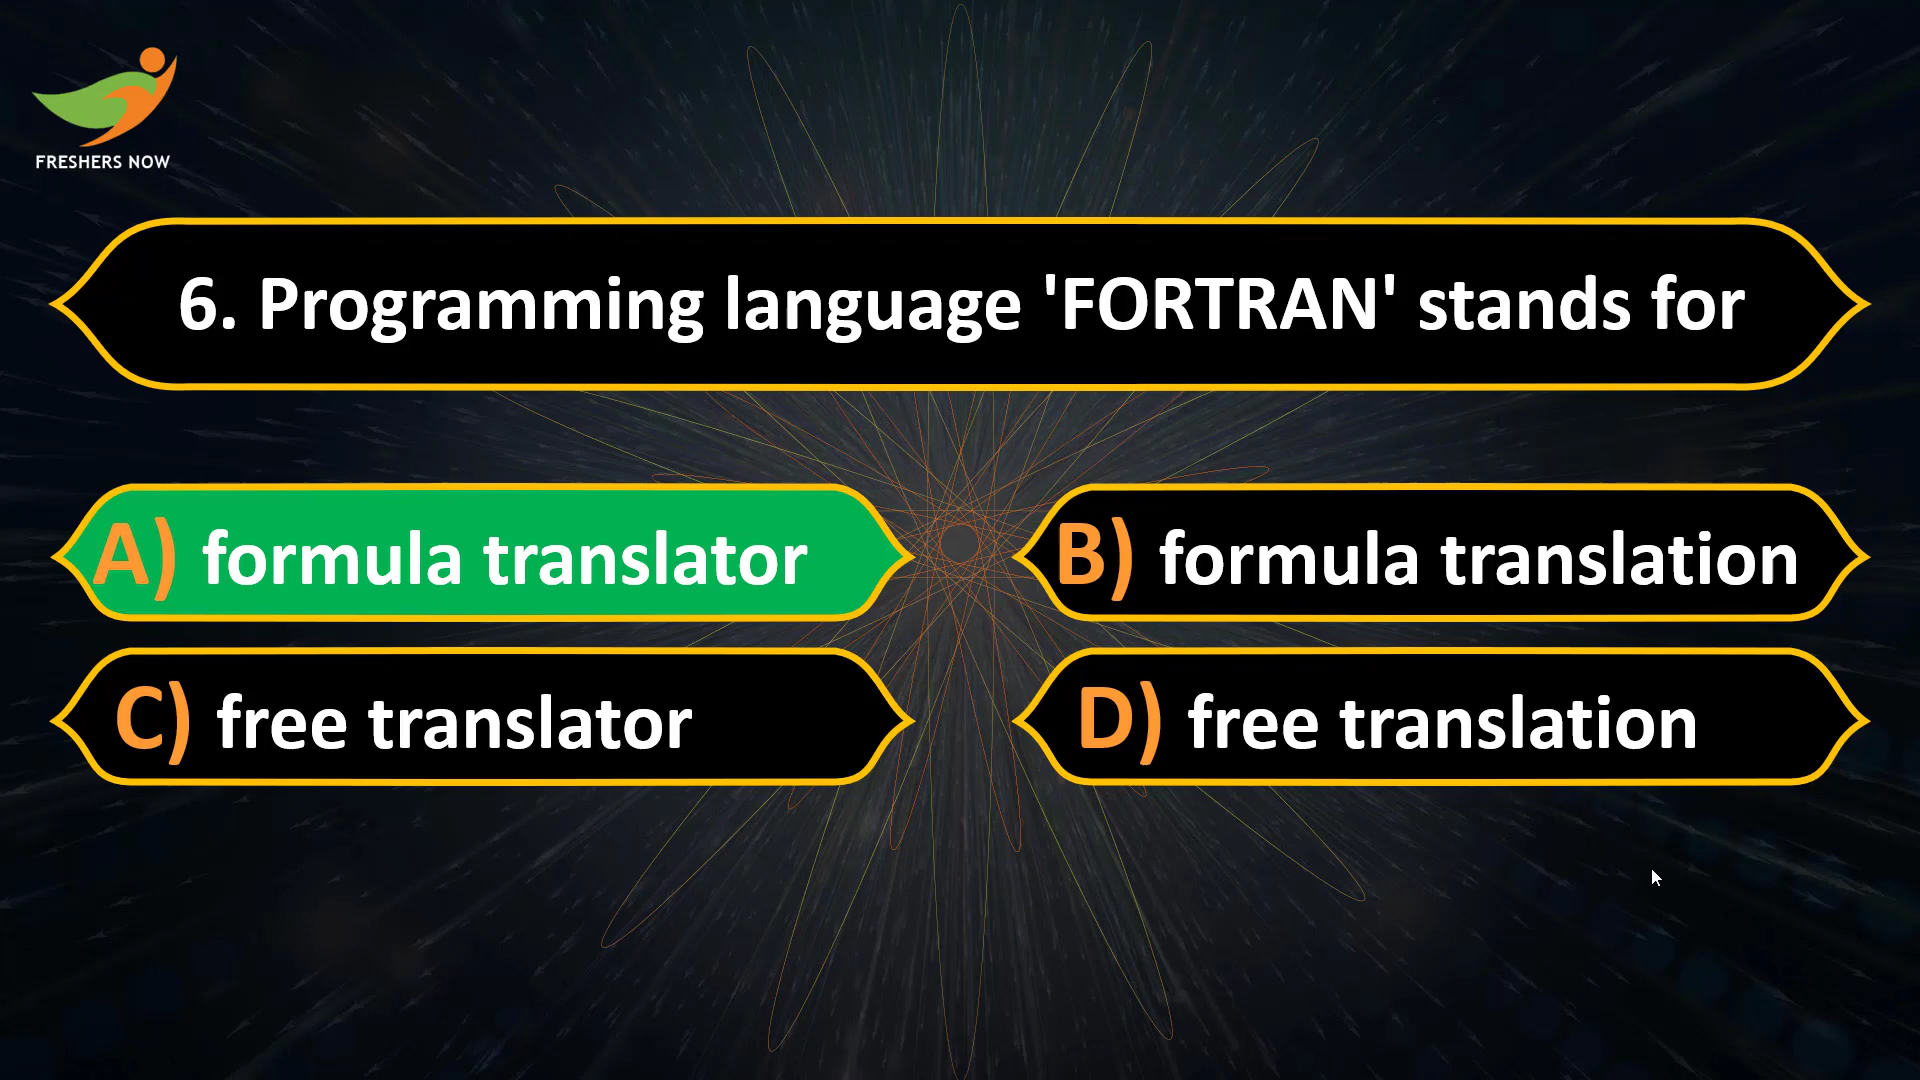 FRESHERS NOW
6. Programming language 'FORTRAN' stands for
A) formula translator
B) formula translation
C) free translator
D) free translation